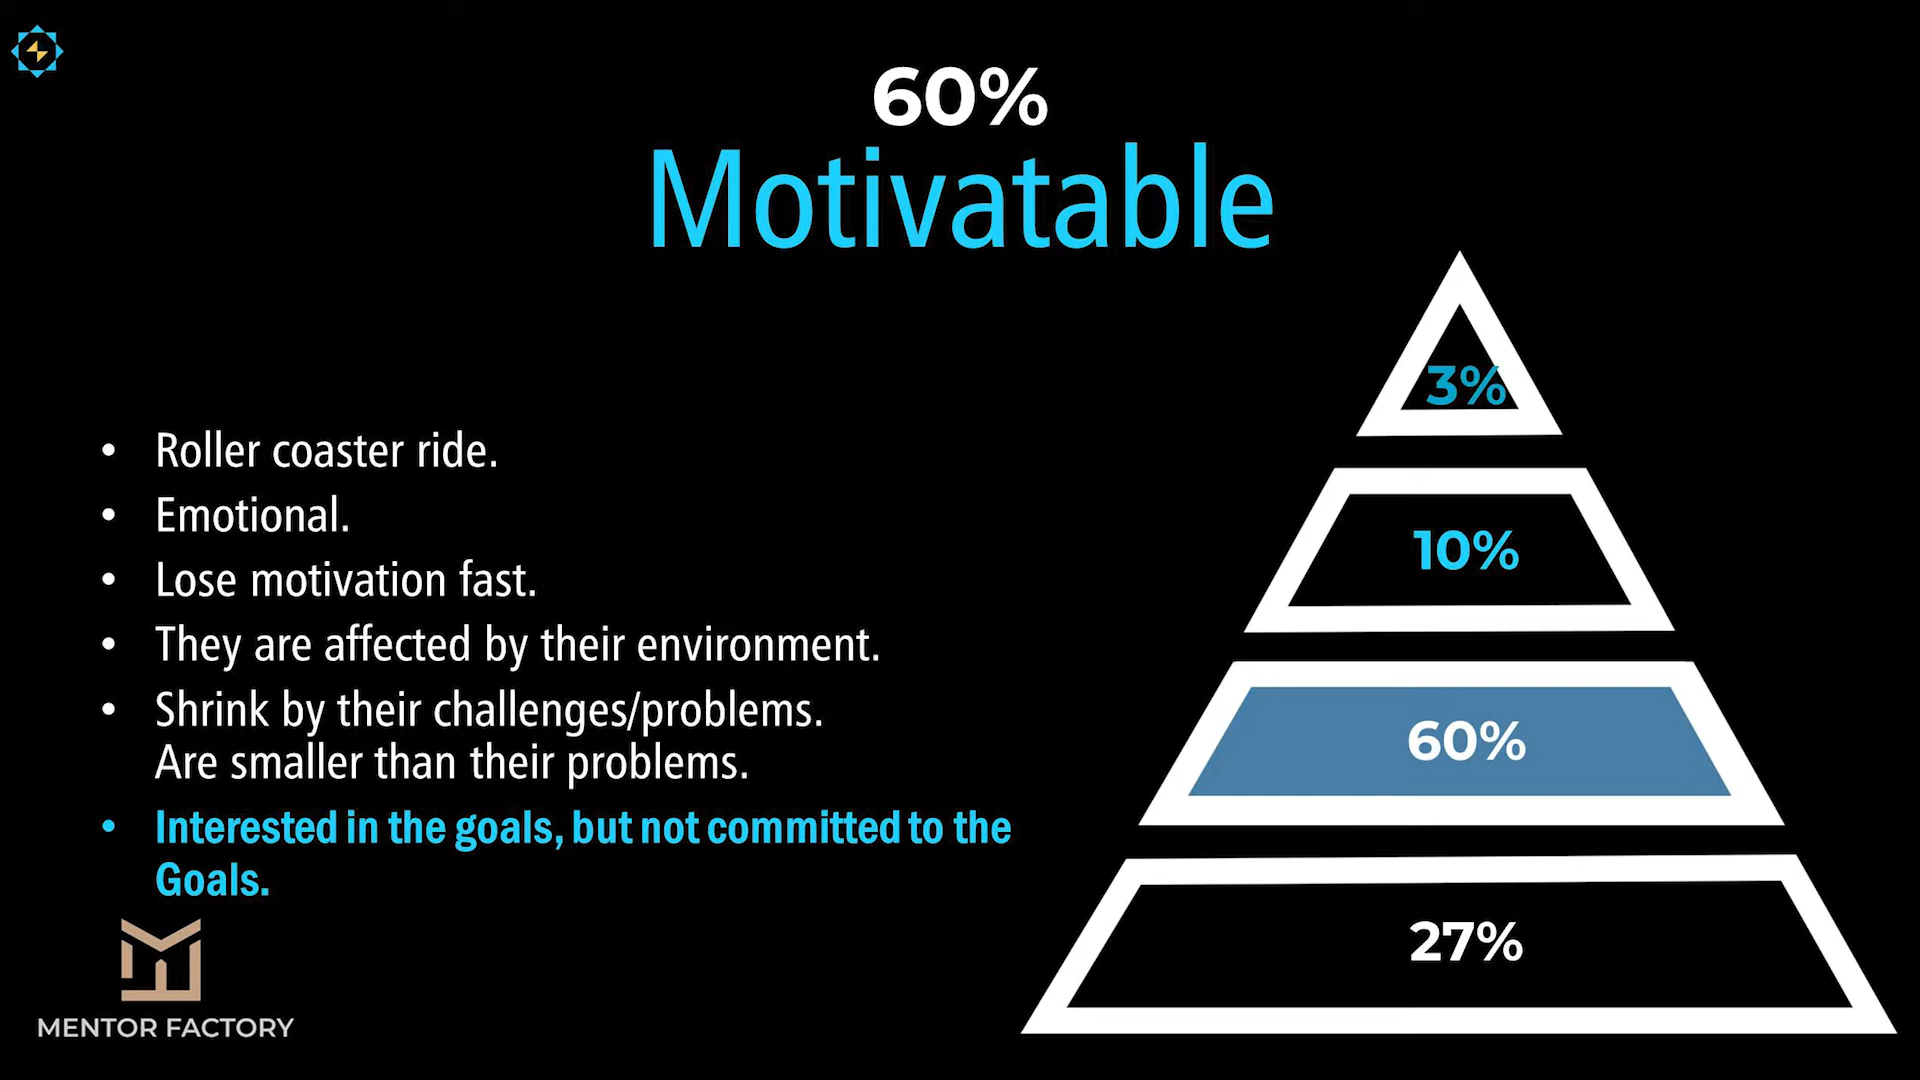 60%
Motivatable
• Roller coaster ride.
• Emotional.
• Lose motivation fast.
• They are affected by their environment.
• Shrink by their challenges/problems.
Are smaller than their problems.
• Interested in the goals, but not committed to the
Goals.
3%
10%
60%
27%
MENTOR FACTORY